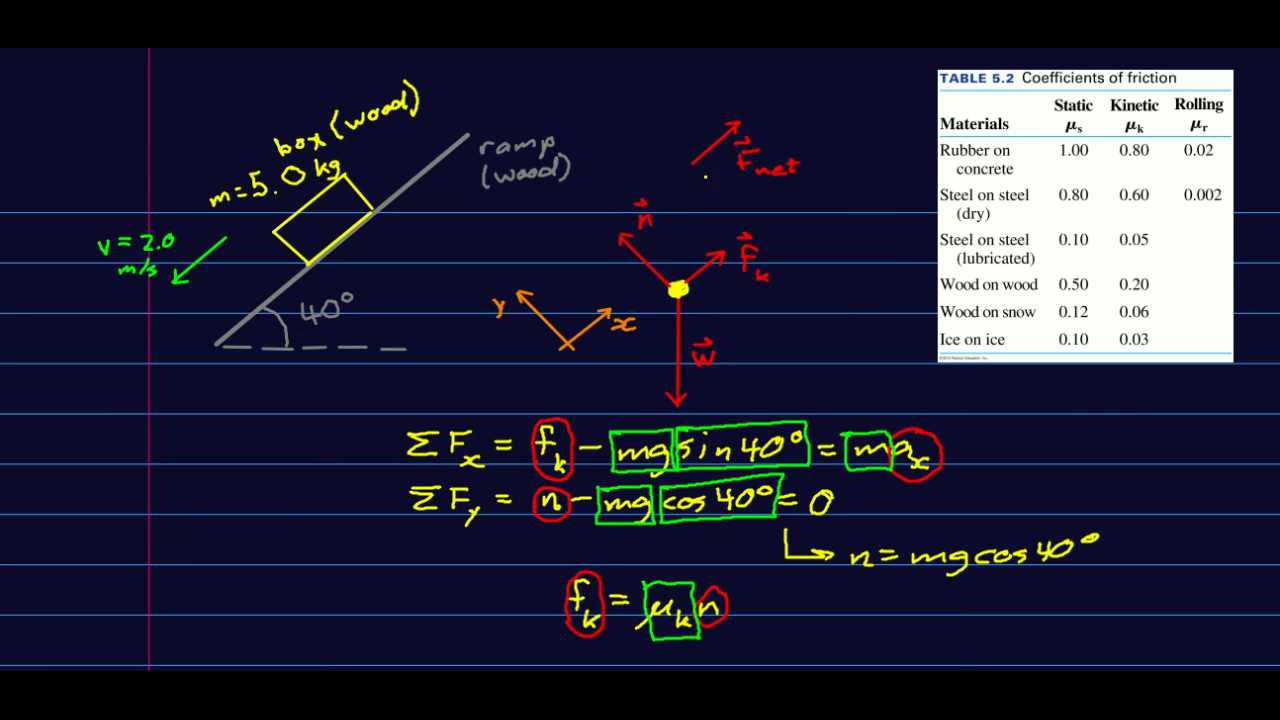 box (wood)
m=5.0 kg
ramp
(wood)
v = 2.0
m/s
40°
F⃗net
n⃗
f⃗k
y
x
w⃗
TABLE 5.2 Coefficients of friction
Materials Static μs Kinetic μk Rolling μr
Rubber on concrete 1.00 0.80 0.02
Steel on steel (dry) 0.80 0.60 0.002
Steel on steel (lubricated) 0.10 0.05
Wood on wood 0.50 0.20
Wood on snow 0.12 0.06
Ice on ice 0.10 0.03
ΣFx = fk − mg sin 40° = max
ΣFy = n − mg cos 40° = 0
n = mg cos 40°
fk = μk n